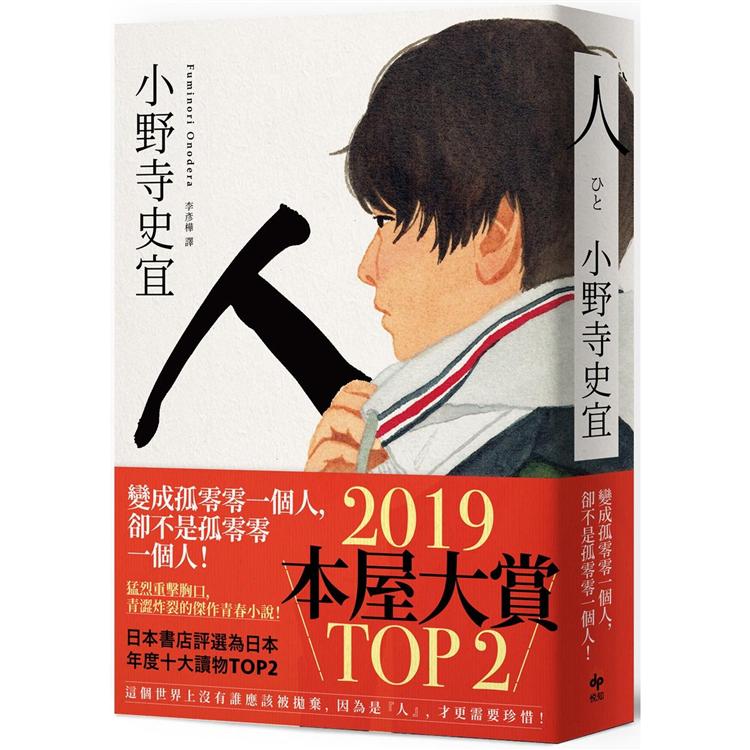 小野寺史宜
Fuminori Onodera
李彥樺 譯
人
變成孤零零一個人,
卻不是孤零零
一個人!
猛烈重擊胸口,
青澀炸裂的傑作青春小說!
日本書店評選為日本
年度十大讀物TOP2
2019
本屋大賞
TOP 2
這個世界上沒有誰應該被拋棄,因為是『人』,才更需要珍惜!
人
ひと
小野寺史宜
變成孤零零一個人,
卻不是孤零零一個人!
dp
悦知